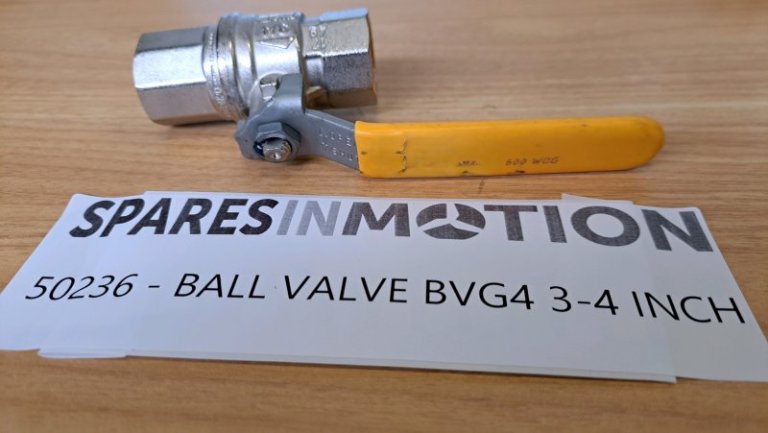 600 WOG
SPARESINMOTION
50236 - BALL VALVE BVG4 3-4 INCH